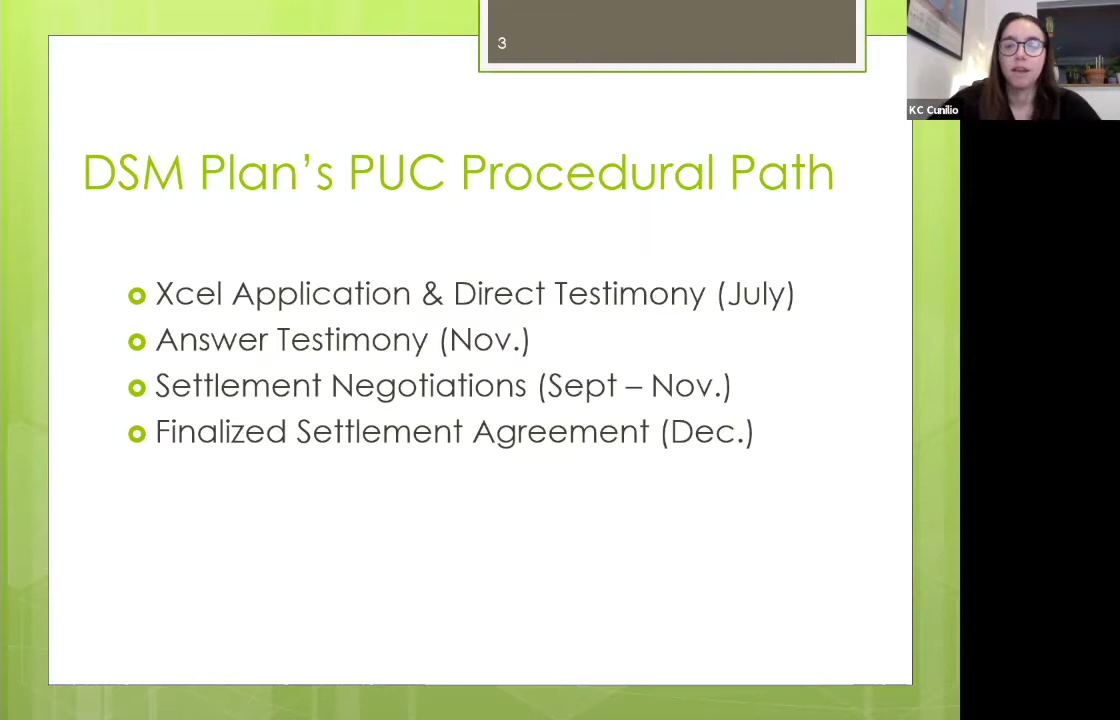 3
KC Cunilio
DSM Plan's PUC Procedural Path
Xcel Application & Direct Testimony (July)
Answer Testimony (Nov.)
Settlement Negotiations (Sept – Nov.)
Finalized Settlement Agreement (Dec.)